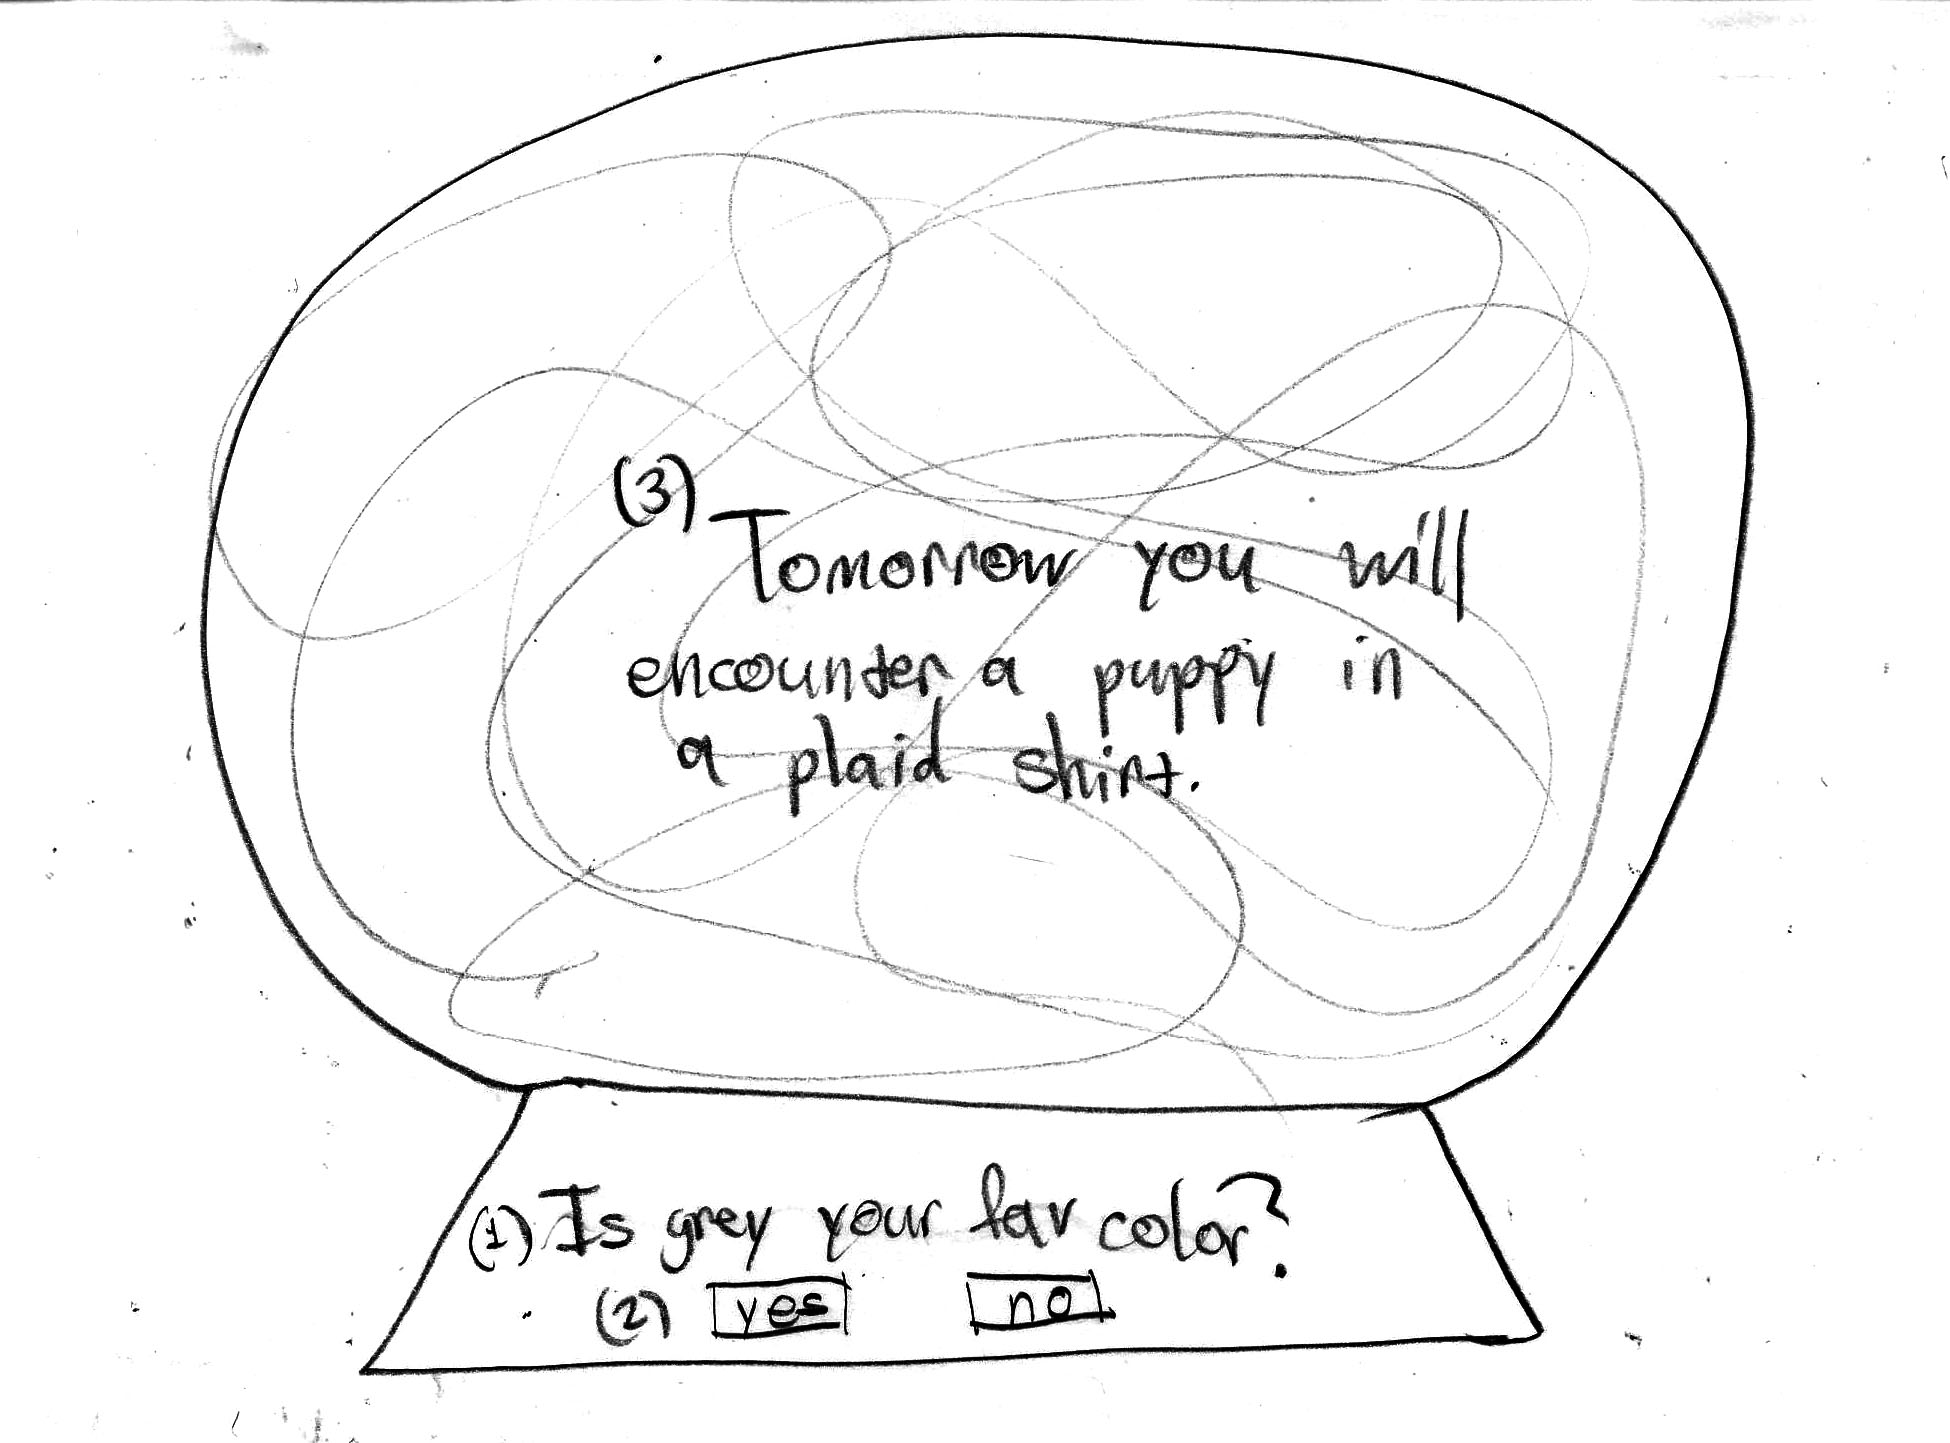 (3)
Tomorrow you will
encounter a puppy in
a plaid shirt.
(1) Is grey your fav color?
(2) yes no